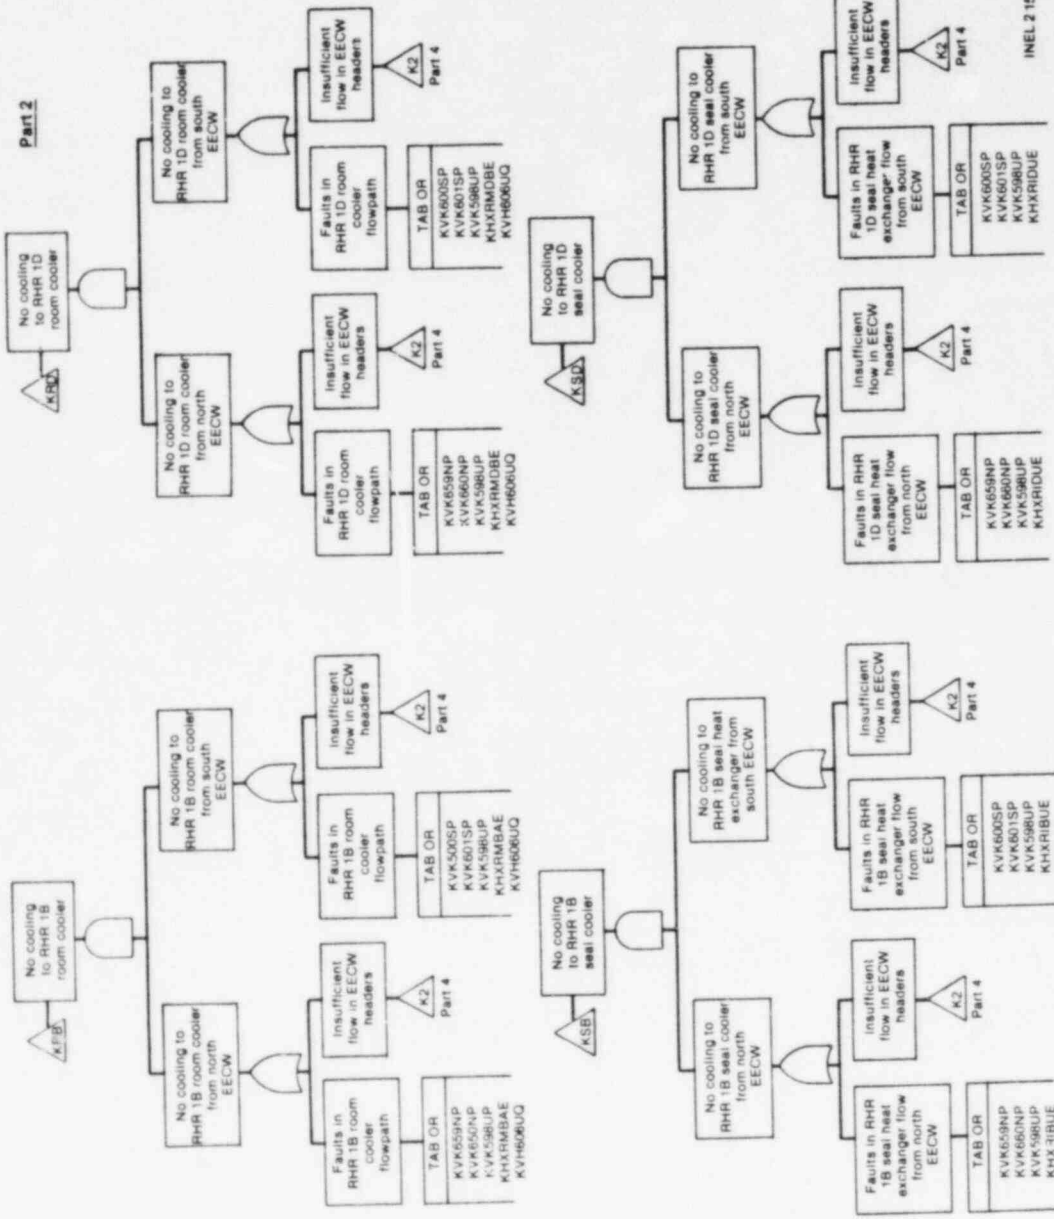 Part 2
No cooling
to RHR 1B
room cooler
No cooling to
RHR 1B room cooler
from north
EECW
No cooling to
RHR 1B room cooler
from south
EECW
Faults in
RHR 1B room
cooler
flowpath
Insufficient
flow in EECW
headers
Faults in
RHR 1B room
cooler
flowpath
Insufficient
flow in EECW
headers
K2
Part 4
K2
Part 4
TAB OR
KVK659NP
KVK650NP
KVK598UP
KHXRMBAE
KVH606UQ
TAB OR
KVK500SP
KVK601SP
KVK598UP
KHXRMBAE
KVH606UQ
KRD
No cooling
to RHR 1D
room cooler
No cooling to
RHR 1D room cooler
from north
EECW
No cooling to
RHR 1D room cooler
from south
EECW
Faults in
RHR 1D room
cooler
flowpath
Insufficient
flow in EECW
headers
Faults in
RHR 1D room
cooler
flowpath
Insufficient
flow in EECW
headers
K2
Part 4
K2
Part 4
TAB OR
KVK659NP
KVK598UP
KHXRMDBE
KVH606UQ
TAB OR
KVK600SP
KVK601SP
KVK598UP
KHXRMDBE
KVH606UQ
KSB
No cooling
to RHR 1B
seal cooler
No cooling to
RHR 1B seal cooler
from north
EECW
No cooling to
RHR 1B seal heat
exchanger from
south EECW
Faults in RHR
1B seal heat
exchanger flow
from north
EECW
Insufficient
flow in EECW
headers
Faults in RHR
1B seal heat
exchanger flow
from south
EECW
Insufficient
flow in EECW
headers
K2
Part 4
K2
Part 4
TAB OR
KVK659NP
KVK660NP
KVK598UP
KHXRIBUE
TAB OR
KVK600SP
KVK601SP
KVK598UP
KHXRIBUE
KSD
No cooling
to RHR 1D
seal cooler
No cooling to
RHR 1D seal cooler
from north
EECW
No cooling to
RHR 1D seal cooler
from south
EECW
Faults in RHR
1D seal heat
exchanger flow
from north
EECW
Insufficient
flow in EECW
headers
Faults in RHR
1D seal heat
exchanger flow
from south
EECW
Insufficient
flow in EECW
headers
K2
Part 4
K2
Part 4
TAB OR
KVK659NP
KVK660NP
KVK598UP
KHXRIDUE
TAB OR
KVK600SP
KVK601SP
KVK598UP
KHXRIDUE
INEL 2 15